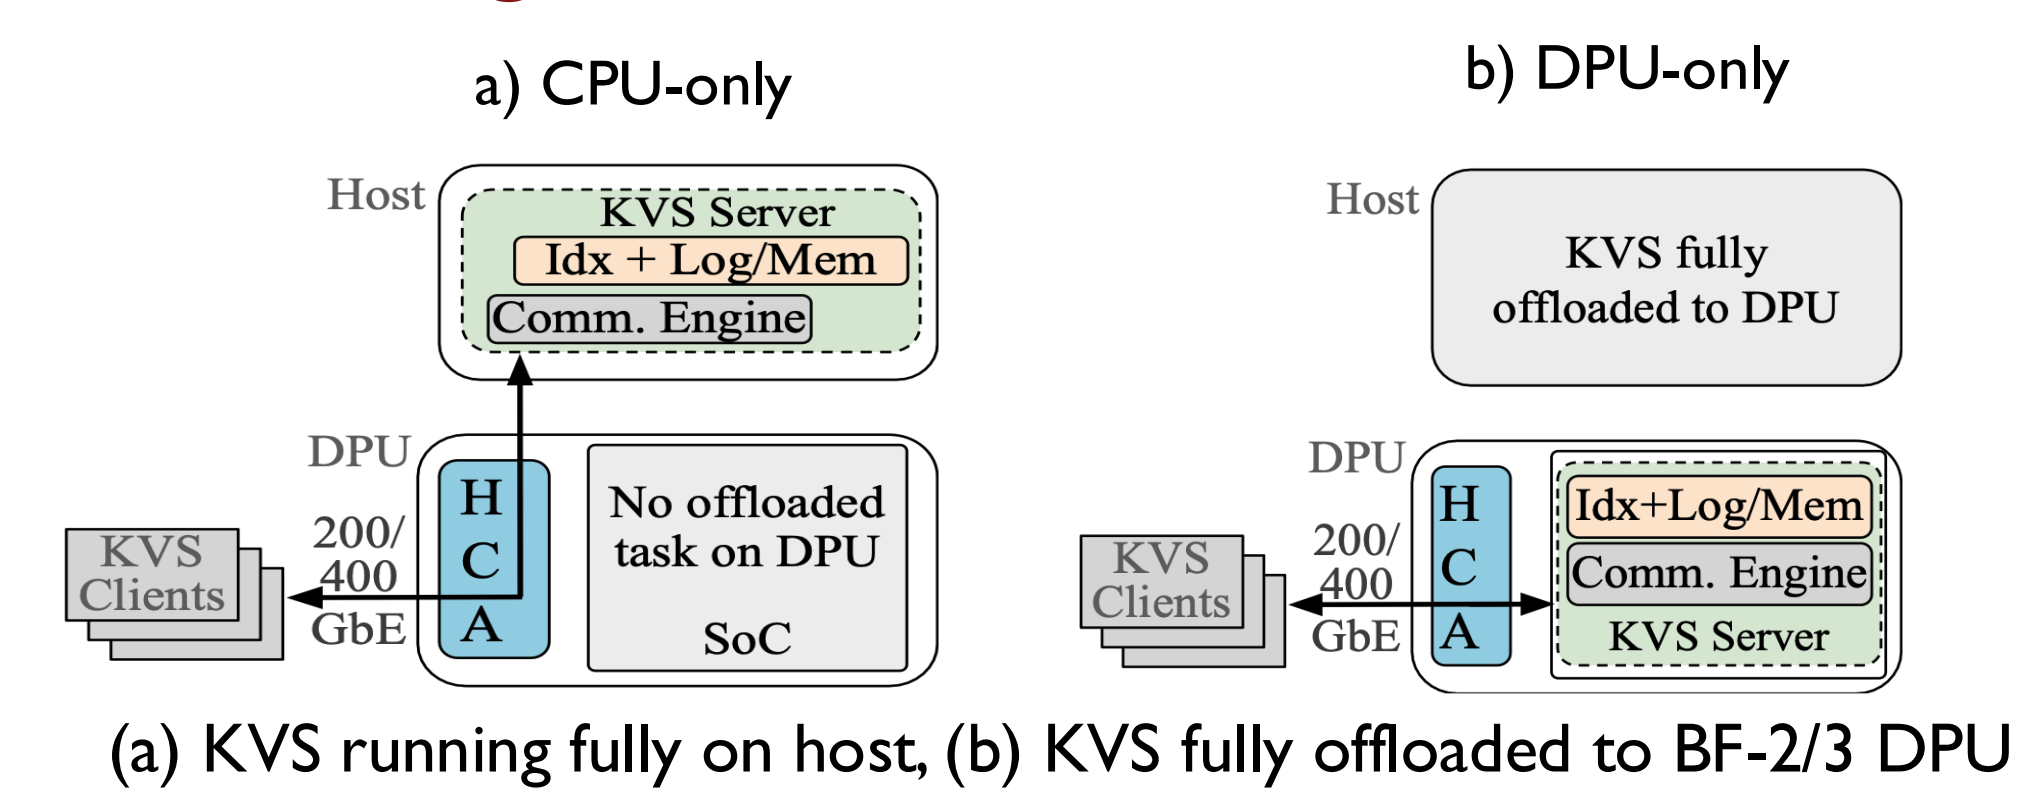 a) CPU-only
Host
KVS Server
Idx + Log/Mem
Comm. Engine
DPU
H
C
A
No offloaded
task on DPU
SoC
200/
400
GbE
KVS
Clients
b) DPU-only
Host
KVS fully
offloaded to DPU
DPU
H
C
A
Idx+Log/Mem
Comm. Engine
KVS Server
200/
400
GbE
KVS
Clients
(a) KVS running fully on host, (b) KVS fully offloaded to BF-2/3 DPU